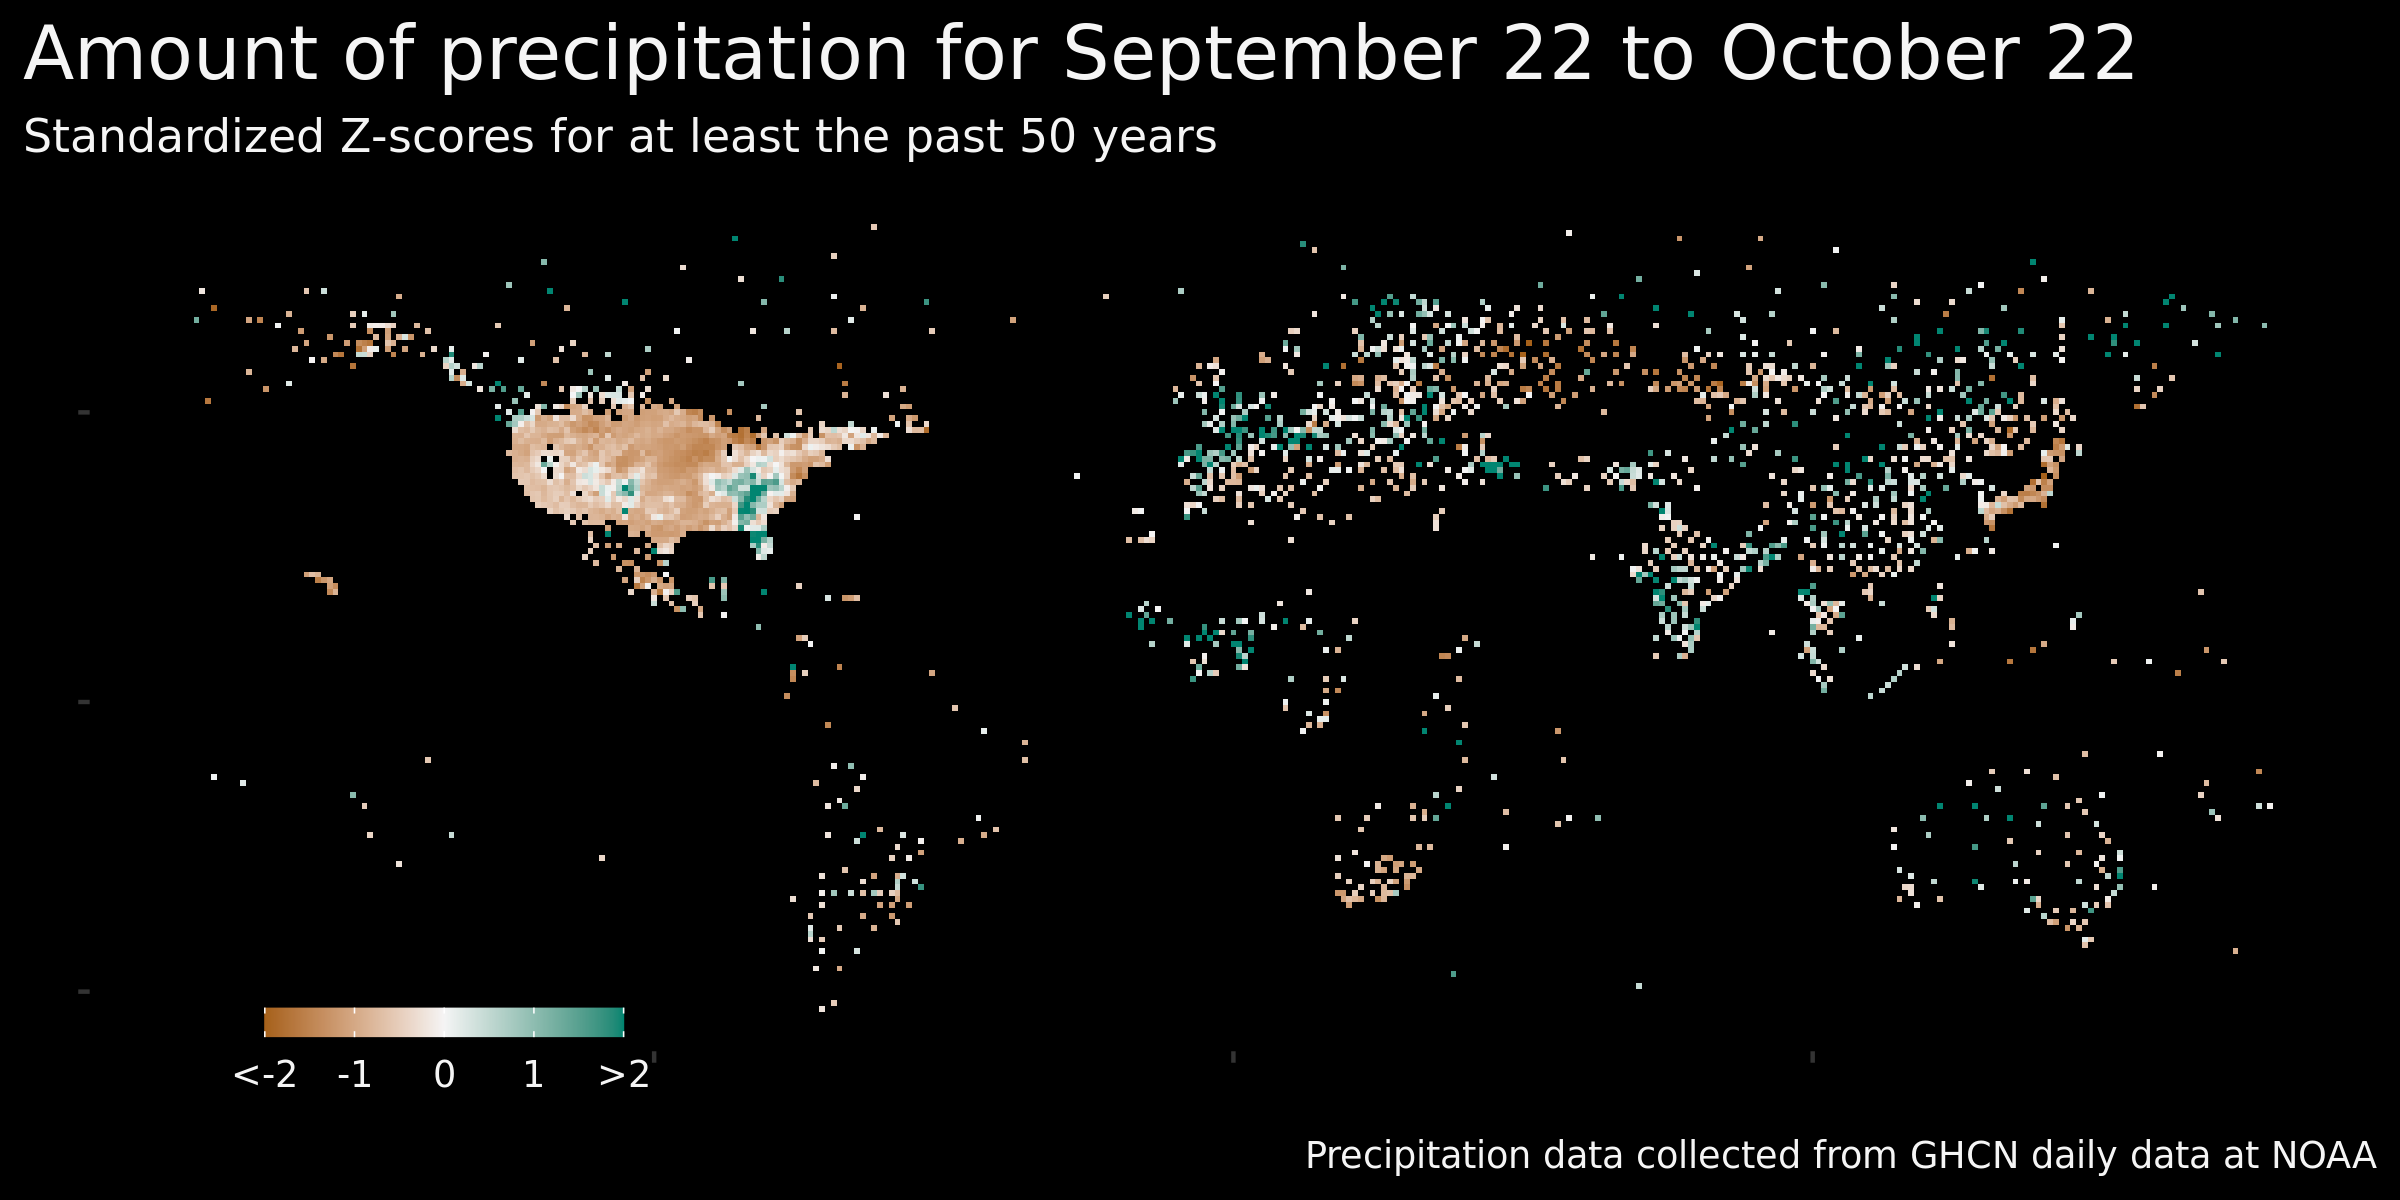 Amount of precipitation for September 22 to October 22
Standardized Z-scores for at least the past 50 years
<-2 -1 0 1 >2
Precipitation data collected from GHCN daily data at NOAA